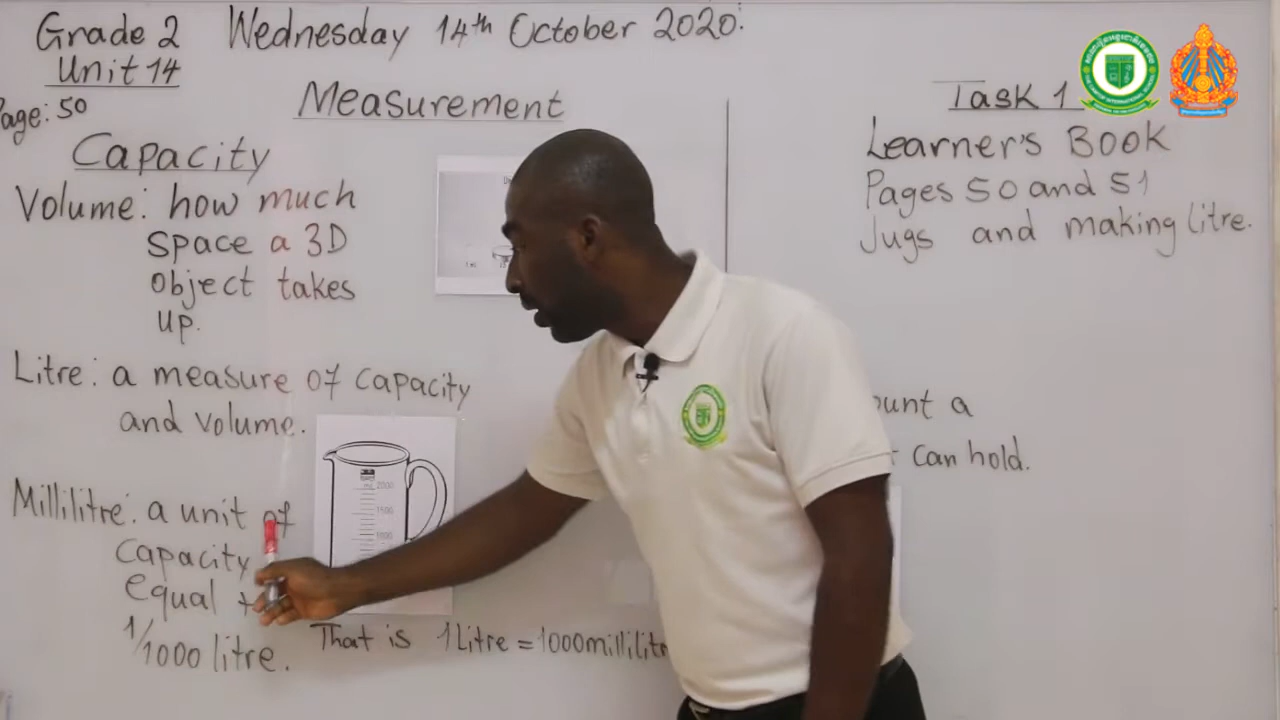 Grade 2 Wednesday 14th October 2020.
Unit 14
Page: 50
Measurement
Capacity
Volume: how much
space a 3D
object takes
up.
Litre: a measure of capacity
and volume.
Millilitre: a unit of
capacity
equal
1/1000 litre.
2000
1500
1000
That is 1 Litre = 1000 millilitr
Task 1
Learner's Book
Pages 50 and 51
Jugs and making litre.
ount a
can hold.